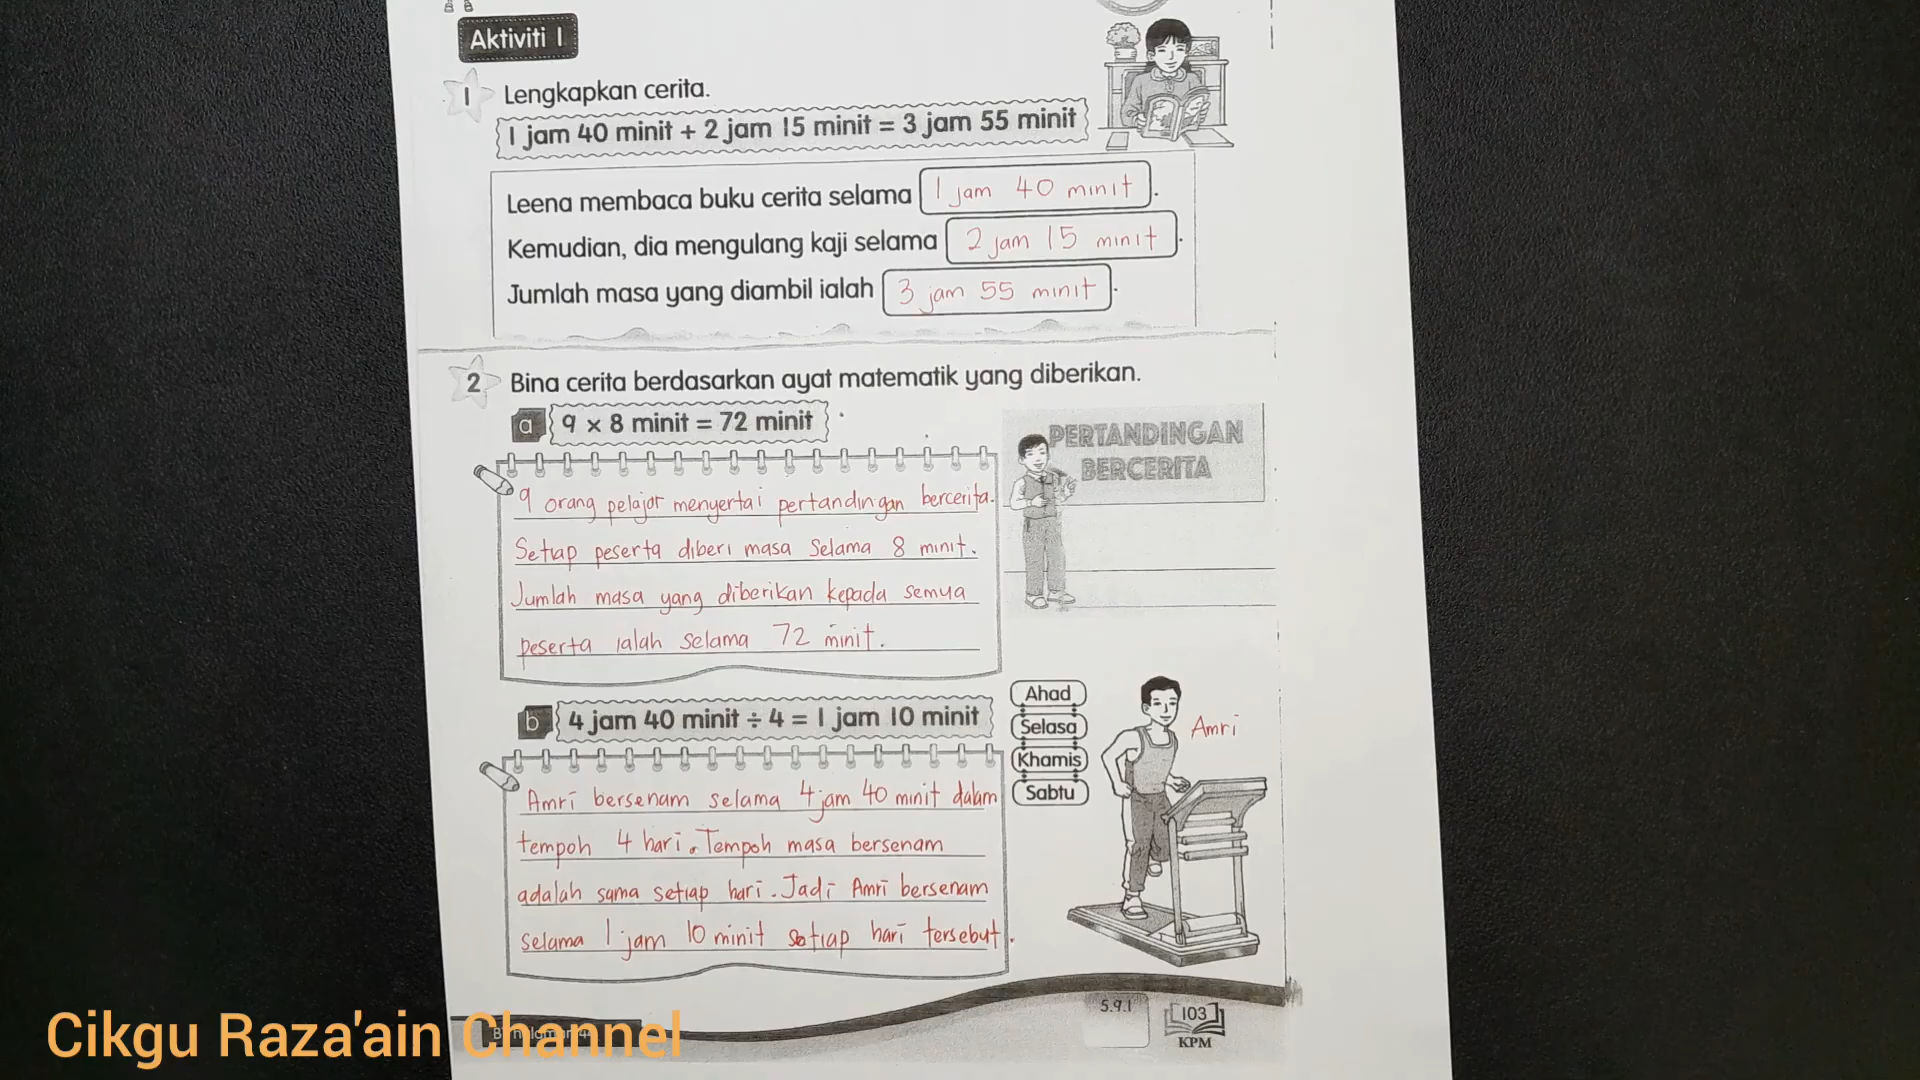 Aktiviti 1
1 Lengkapkan cerita.
1 jam 40 minit + 2 jam 15 minit = 3 jam 55 minit
Leena membaca buku cerita selama 1 jam 40 minit.
Kemudian, dia mengulang kaji selama 2 jam 15 minit.
Jumlah masa yang diambil ialah 3 jam 55 minit.
2 Bina cerita berdasarkan ayat matematik yang diberikan.
a 9 × 8 minit = 72 minit
PERTANDINGAN
BERCERITA
9 orang pelajar menyertai pertandingan bercerita.
Setiap peserta diberi masa selama 8 minit.
Jumlah masa yang diberikan kepada semua
peserta ialah selama 72 minit.
b 4 jam 40 minit ÷ 4 = 1 jam 10 minit
Ahad
Selasa
Khamis
Sabtu
Amri
Amri bersenam selama 4 jam 40 minit dalam
tempoh 4 hari. Tempoh masa bersenam
adalah sama setiap hari. Jadi Amri bersenam
selama 1 jam 10 minit setiap hari tersebut.
5.9.1
103
KPM
Cikgu Raza'ain Channel